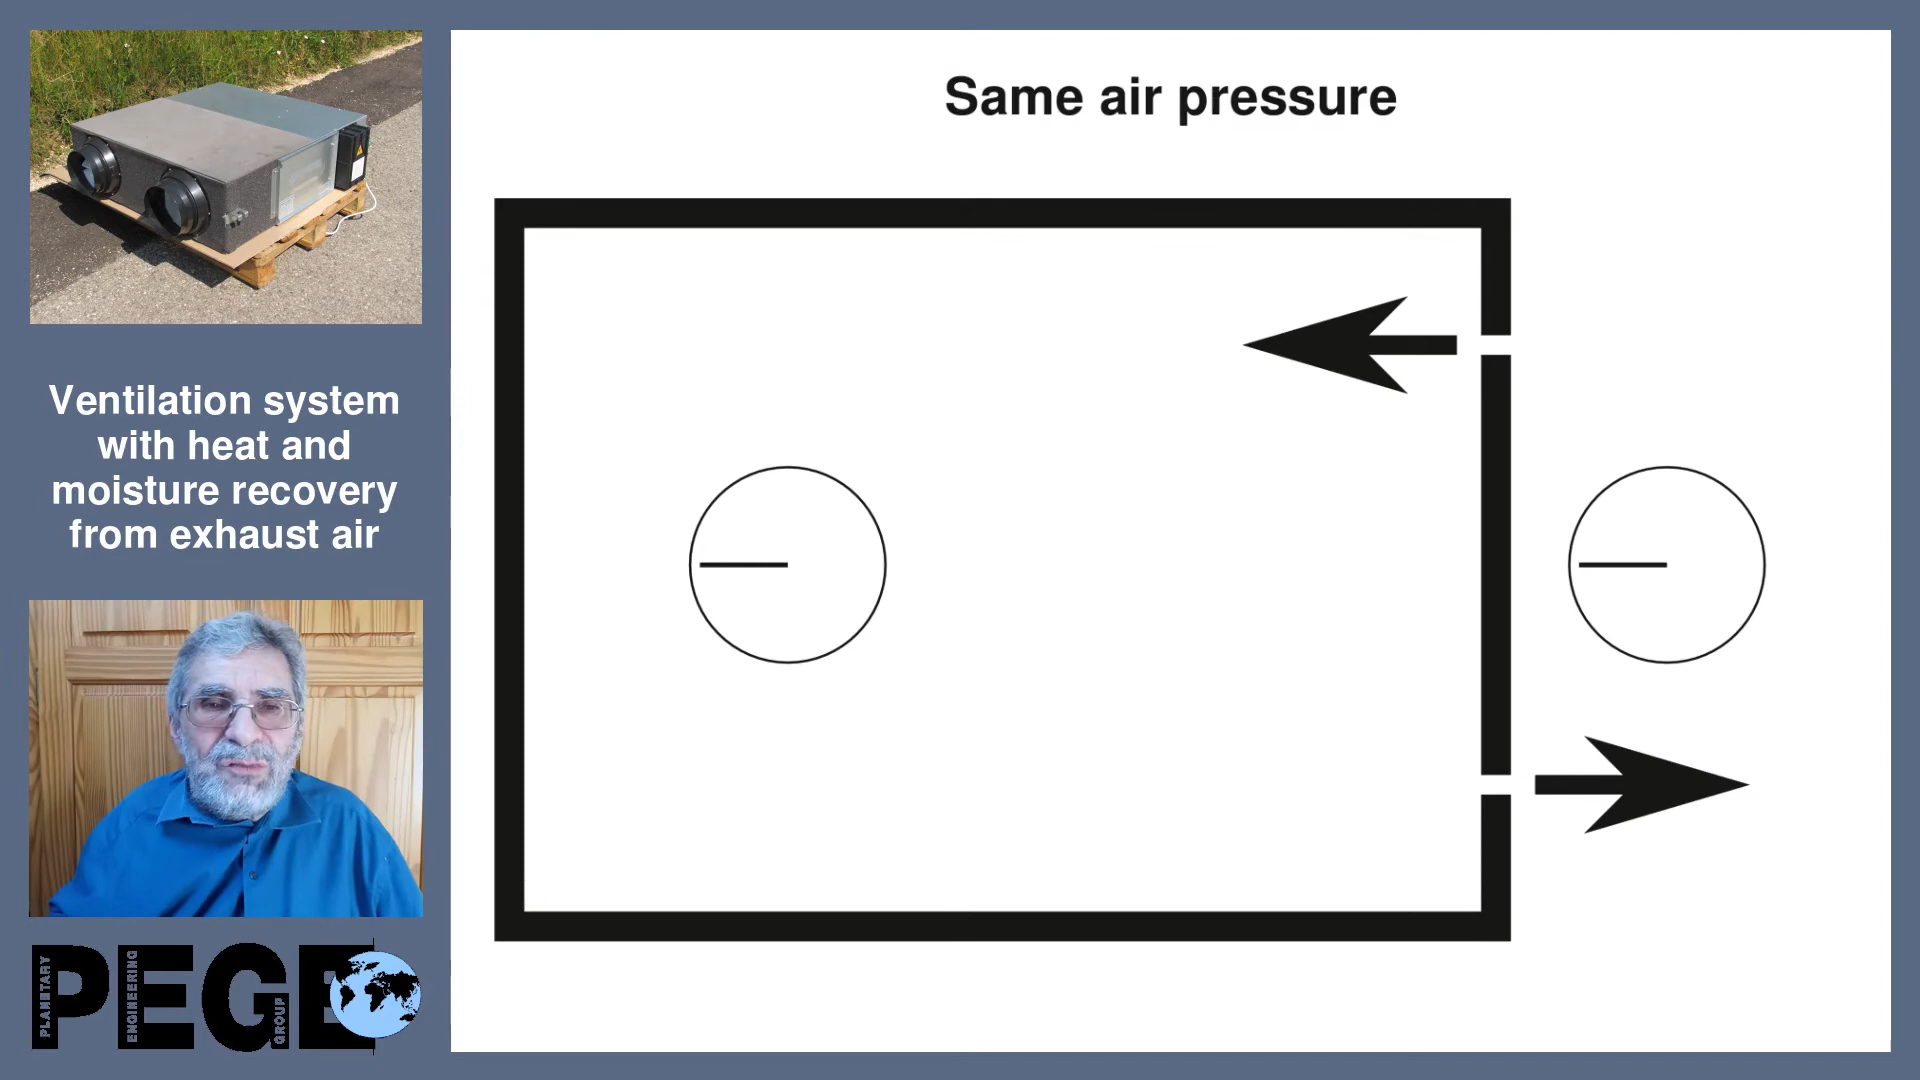 Same air pressure
Ventilation system
with heat and
moisture recovery
from exhaust air
PEGE
PLANETARY
ENGINEERING
GROUP